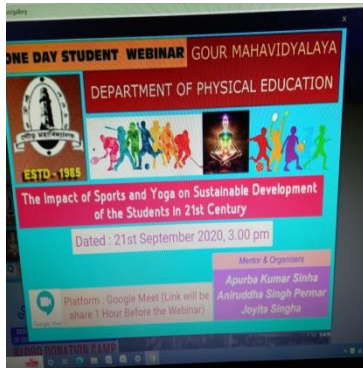 ONE DAY STUDENT WEBINAR
GOUR MAHAVIDYALAYA
DEPARTMENT OF PHYSICAL EDUCATION
গৌড় মহাবিদ্যালয়
ESTD - 1985
The Impact of Sports and Yoga on Sustainable Development
of the Students in 21st Century
Dated : 21st September 2020, 3.00 pm
Mentor & Organisers
Apurba Kumar Sinha
Aniruddha Singh Permar
Joyita Singha
Platform : Google Meet (Link will be
share 1 Hour Before the Webinar)
BLOOD DONATION CAMP